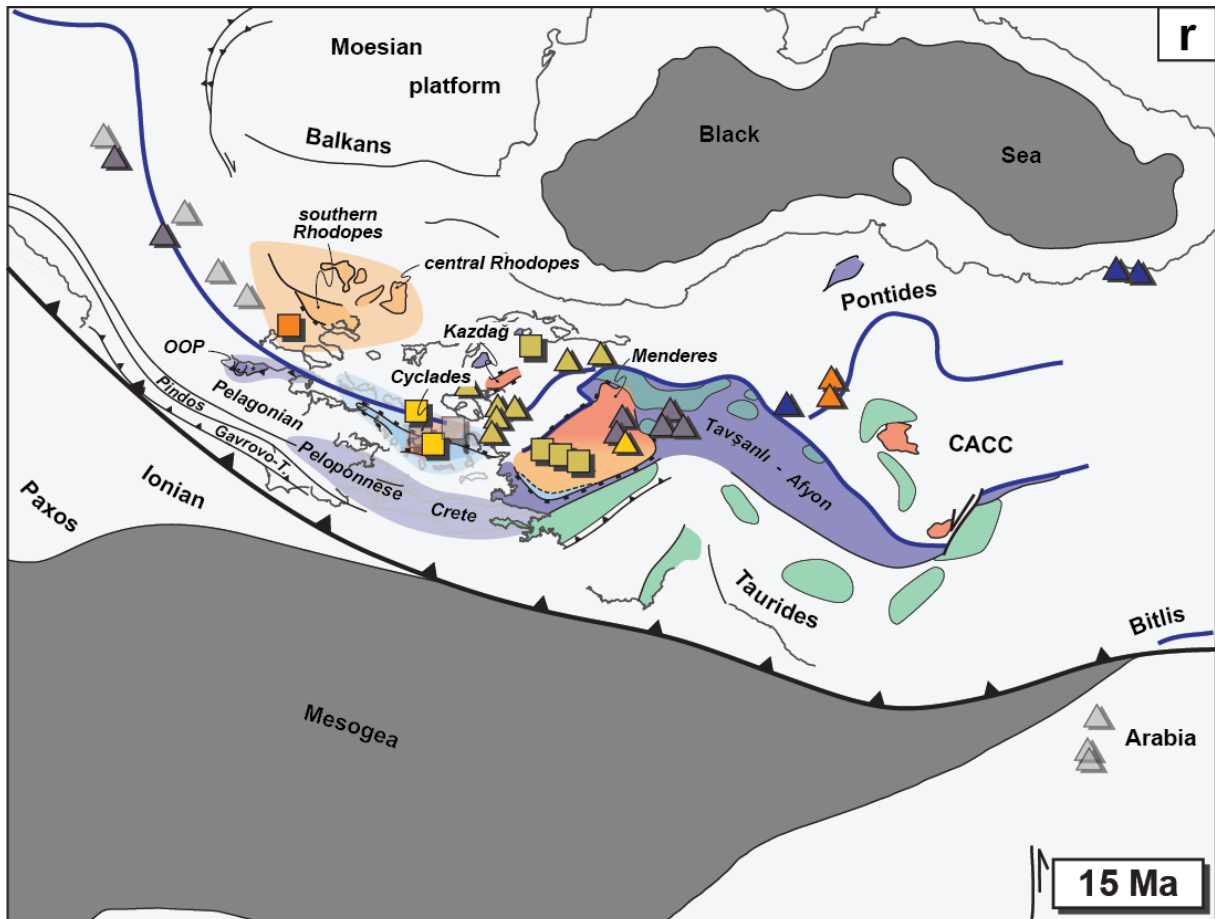 r
Moesian
platform
Balkans
Black
Sea
southern
Rhodopes
central Rhodopes
Pontides
OOP
Kazdağ
Menderes
Cyclades
Pelagonian
Pindos
Gavrovo-T.
Peloponnèse
Crete
Tavşanlı - Afyon
CACC
Ionian
Paxos
Taurides
Bitlis
Mesogea
Arabia
15 Ma